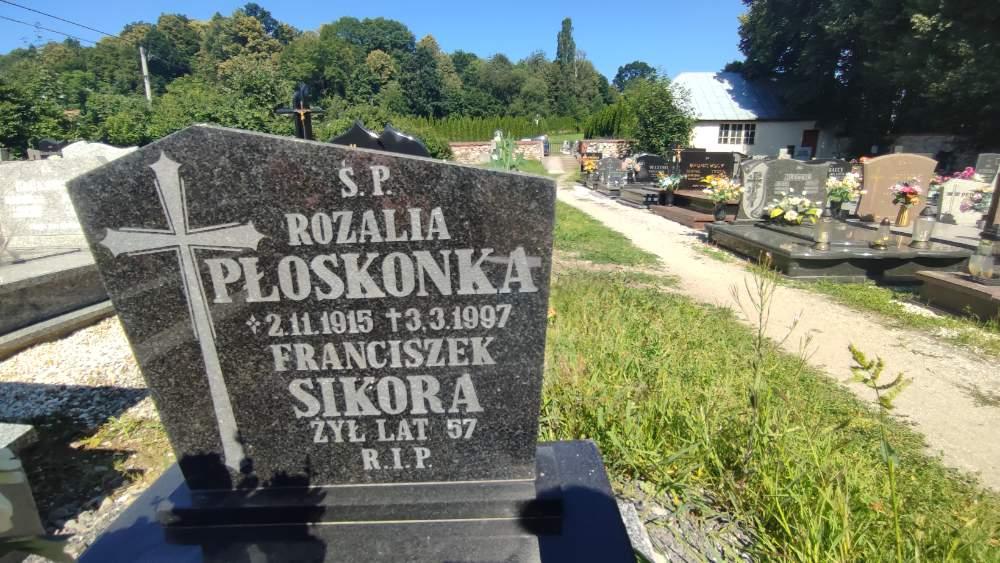 Ś.P.
ROZALIA
PŁOSKONKA
* 2.11.1915 † 3.3.1997
FRANCISZEK
SIKORA
ŻYŁ LAT 57
R.I.P.